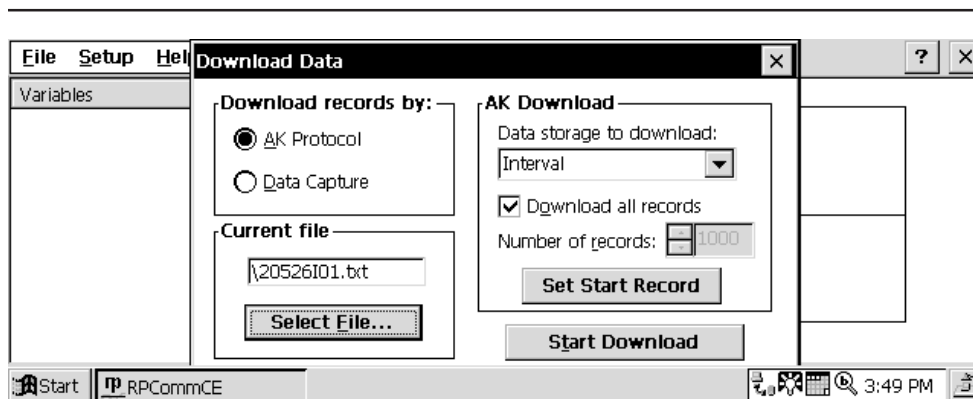 File Setup Hel
Download Data
?
Variables
Download records by:
AK Protocol
Data Capture
Current file
\20526I01.txt
Select File...
AK Download
Data storage to download:
Interval
Download all records
Number of records: 1000
Set Start Record
Start Download
Start
RPCommCE
3:49 PM